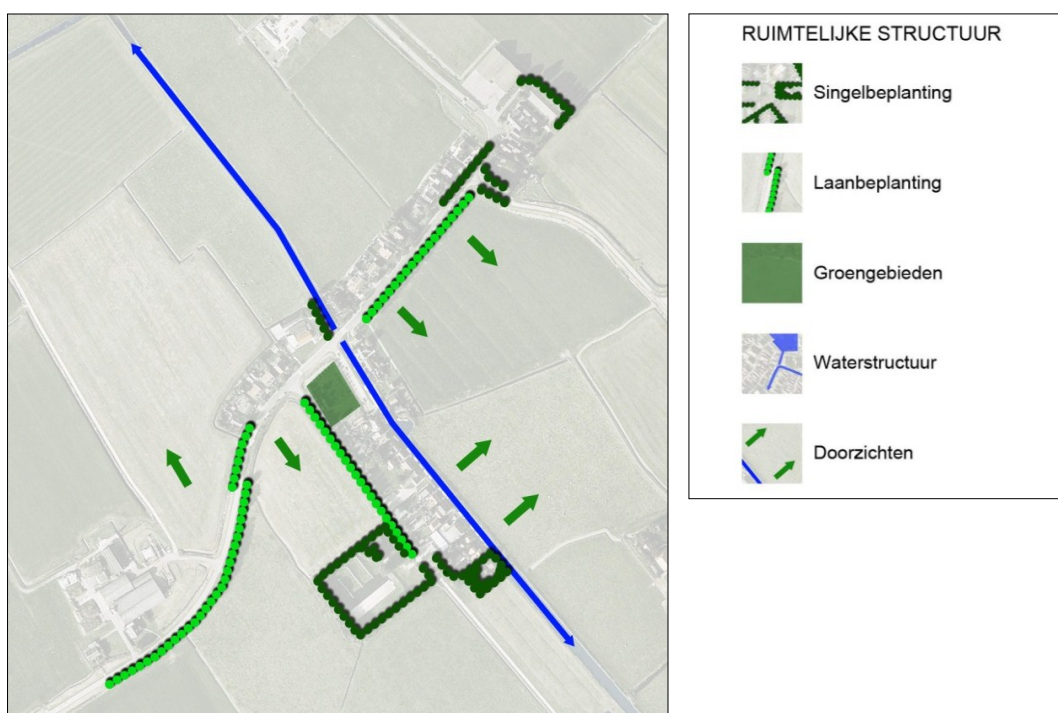 RUIMTELIJKE STRUCTUUR
Singelbeplanting
Laanbeplanting
Groengebieden
Waterstructuur
Doorzichten